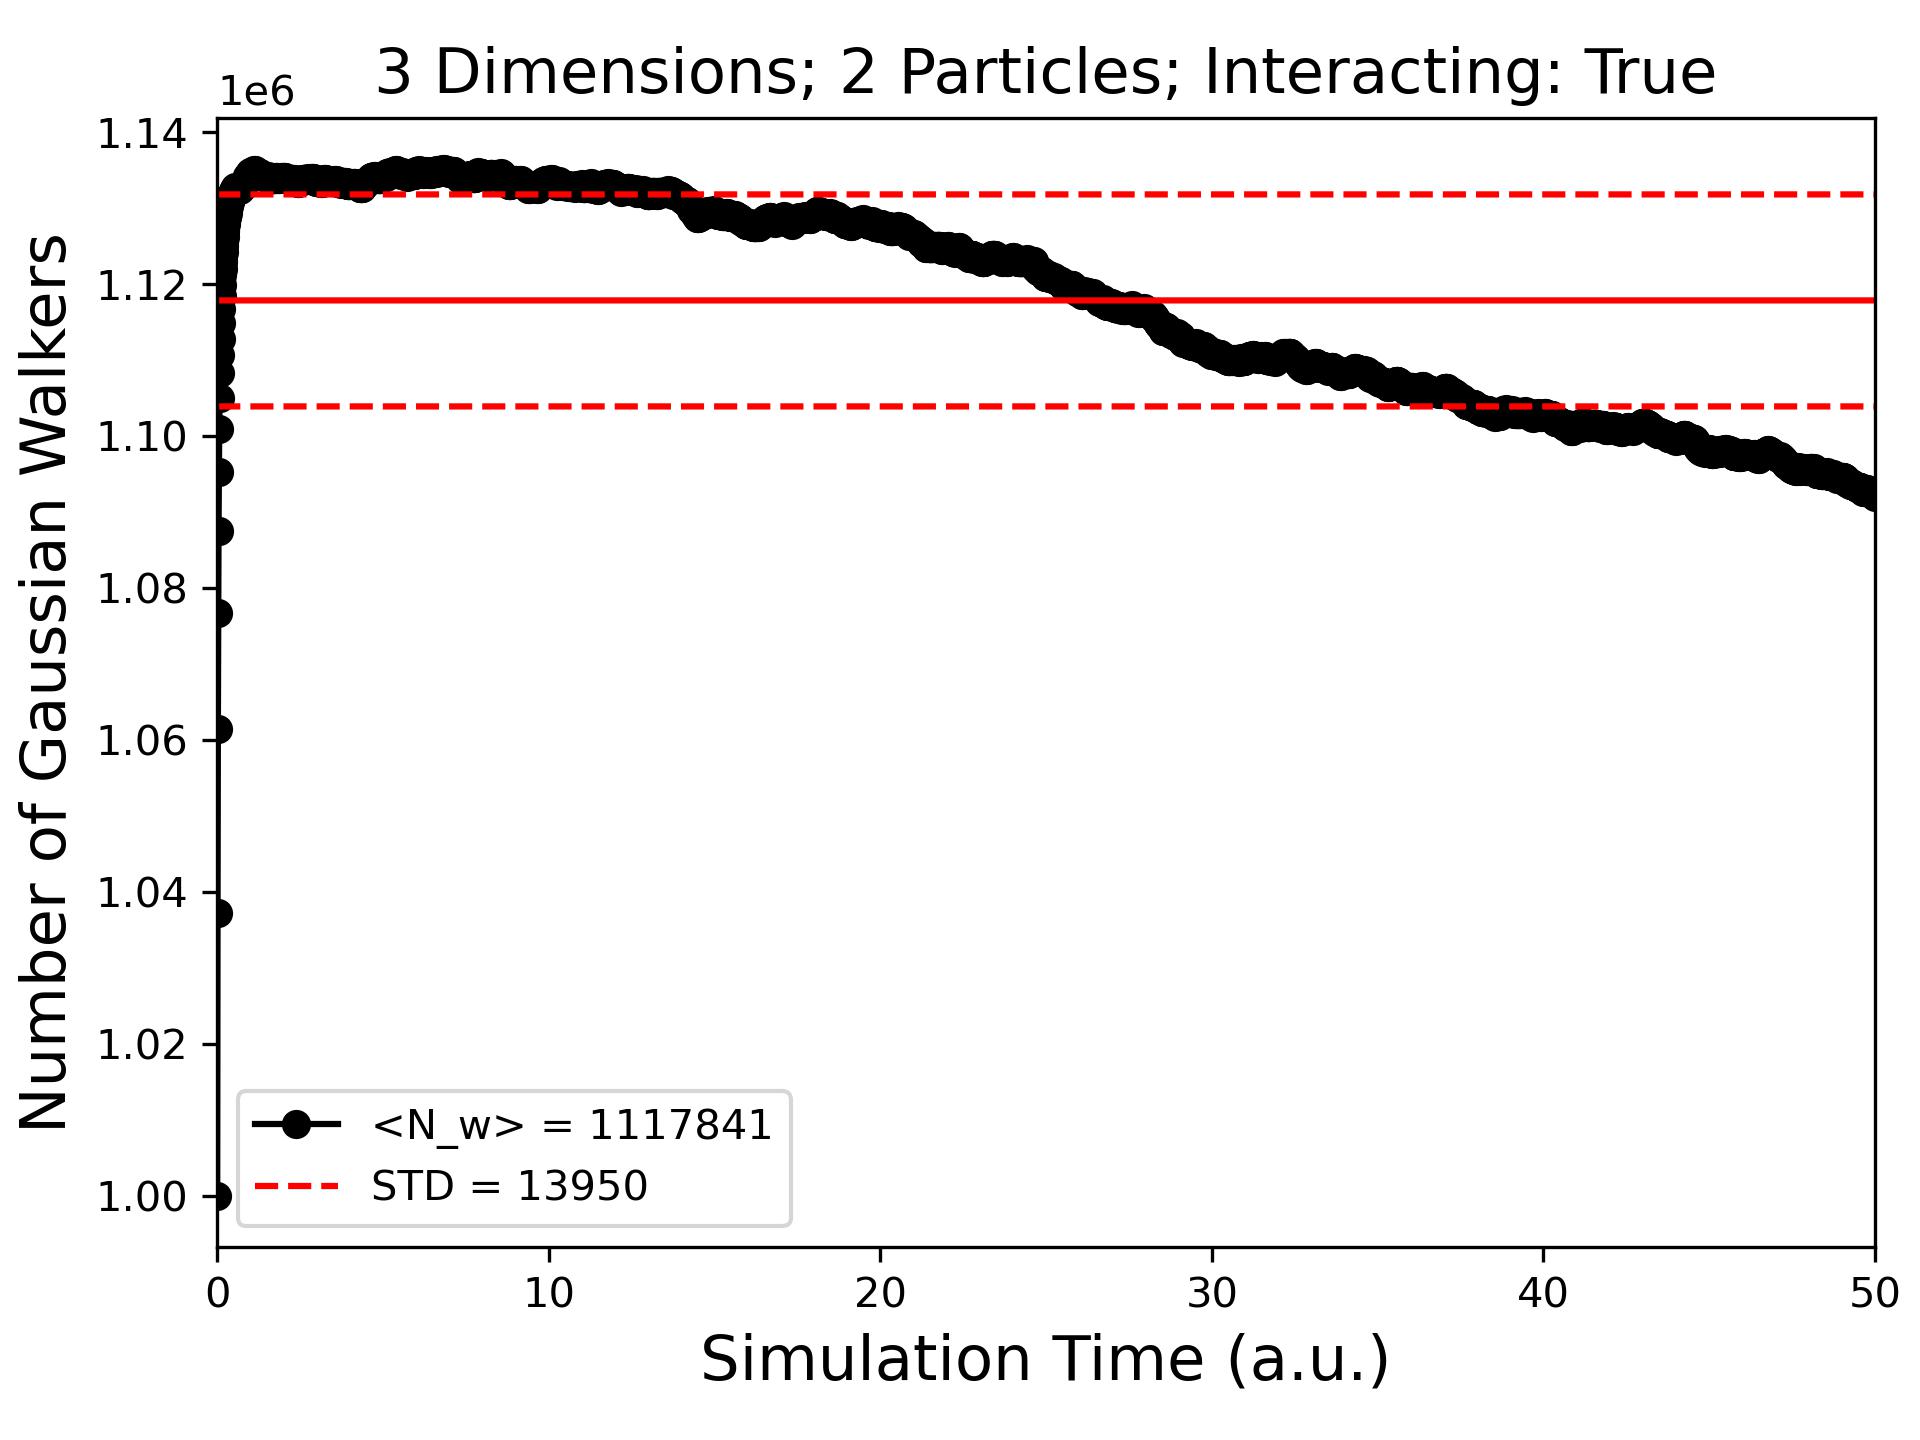 3 Dimensions; 2 Particles; Interacting: True
1e6
1.14
1.12
1.10
1.08
1.06
1.04
1.02
1.00
Number of Gaussian Walkers
<N_w> = 1117841
STD = 13950
0 10 20 30 40 50
Simulation Time (a.u.)